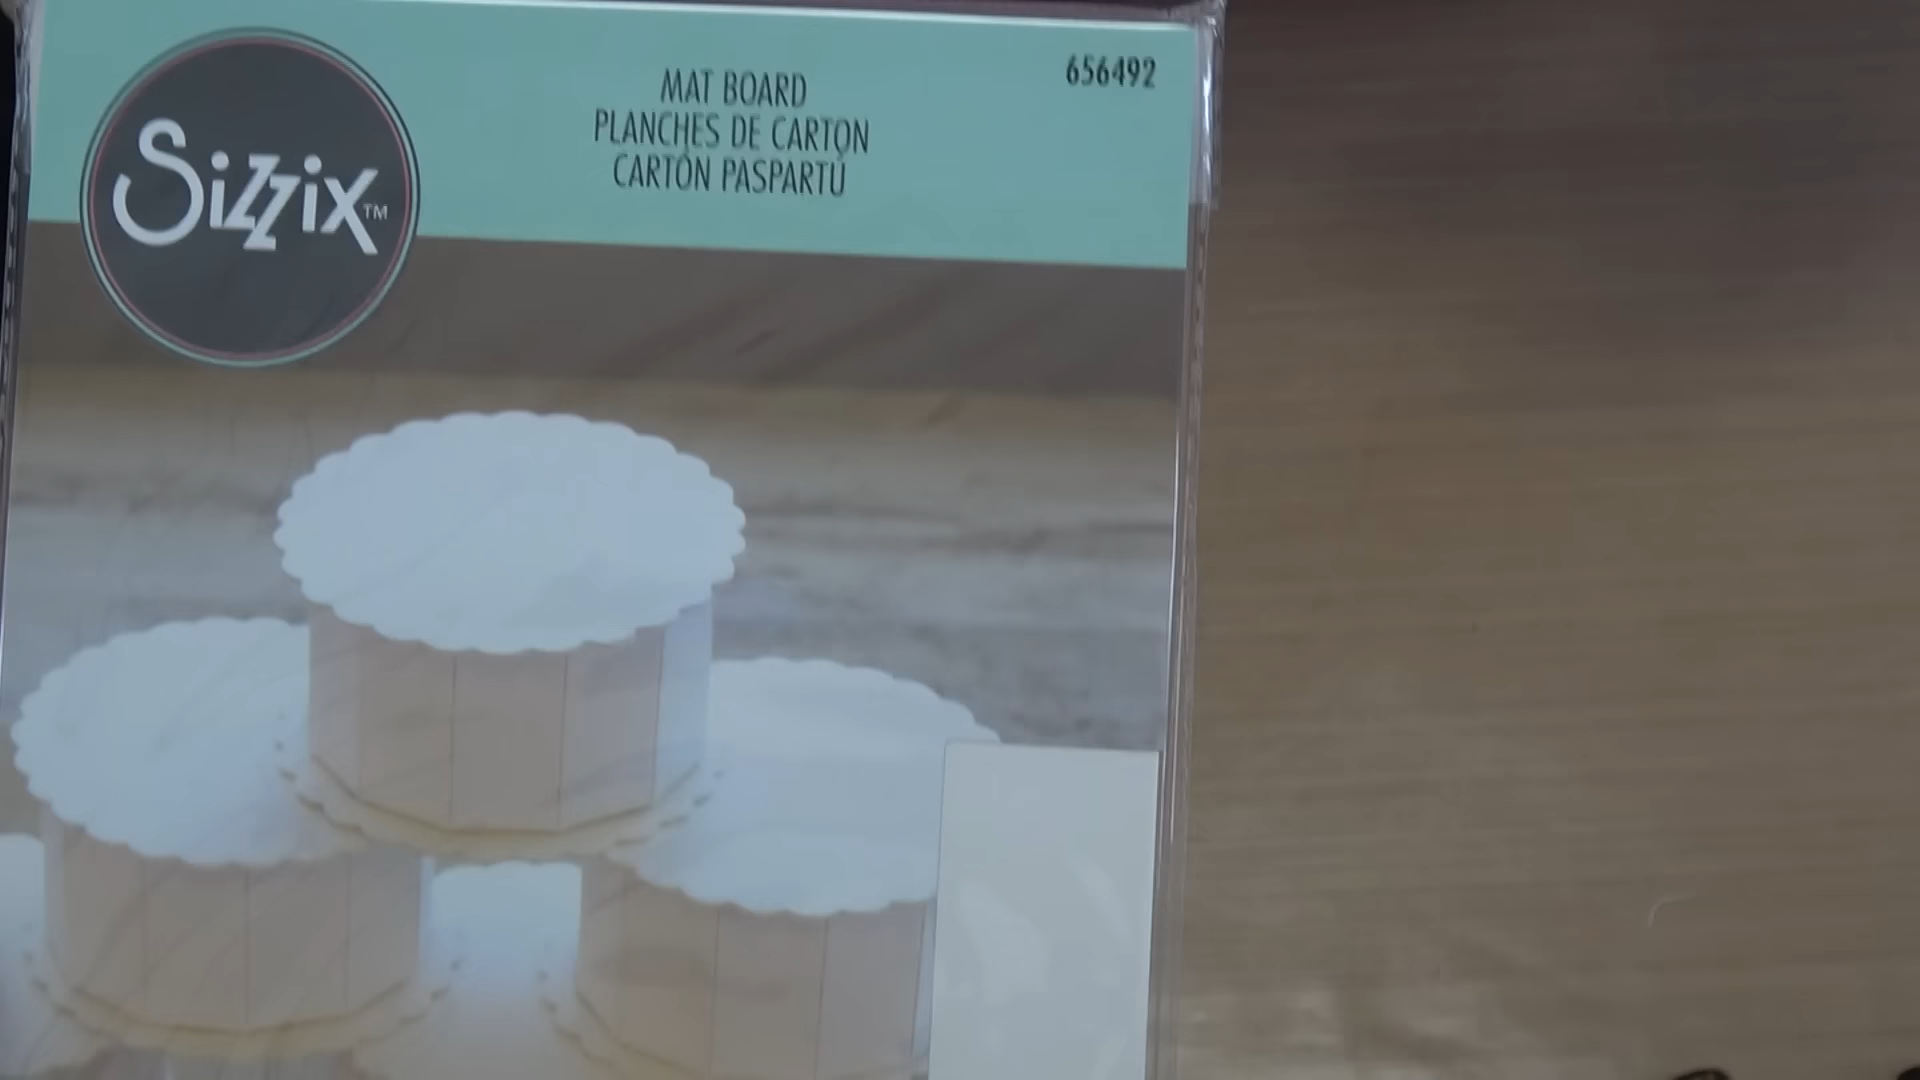 Sizzix™
MAT BOARD
PLANCHES DE CARTON
CARTÓN PASPARTÚ
656492